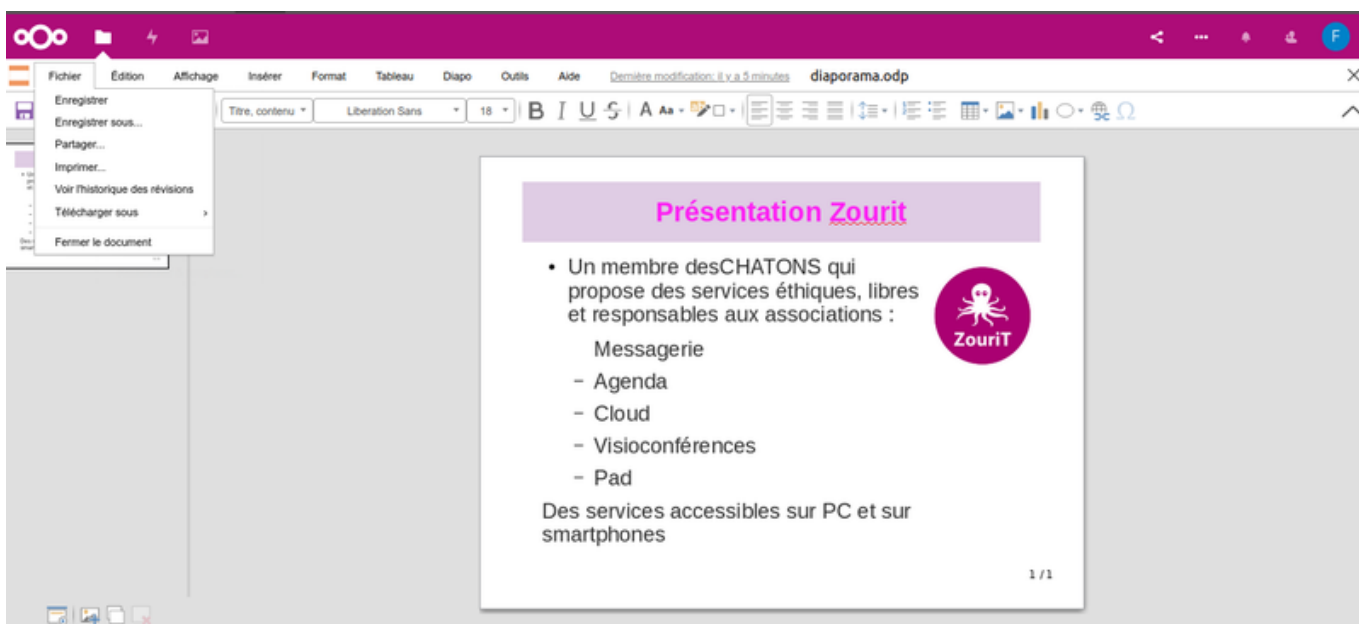 F
Fichier Édition Affichage Insérer Format Tableau Diapo Outils Aide Dernière modification: il y a 5 minutes diaporama.odp
Titre, contenu Liberation Sans 18 B I U S A Aa Ω
Enregistrer
Enregistrer sous...
Partager...
Imprimer...
Voir l'historique des révisions
Télécharger sous
Fermer le document
Présentation Zourit
• Un membre desCHATONS qui
propose des services éthiques, libres
et responsables aux associations :
Messagerie
– Agenda
– Cloud
– Visioconférences
– Pad
Des services accessibles sur PC et sur
smartphones
ZouriT
1 / 1